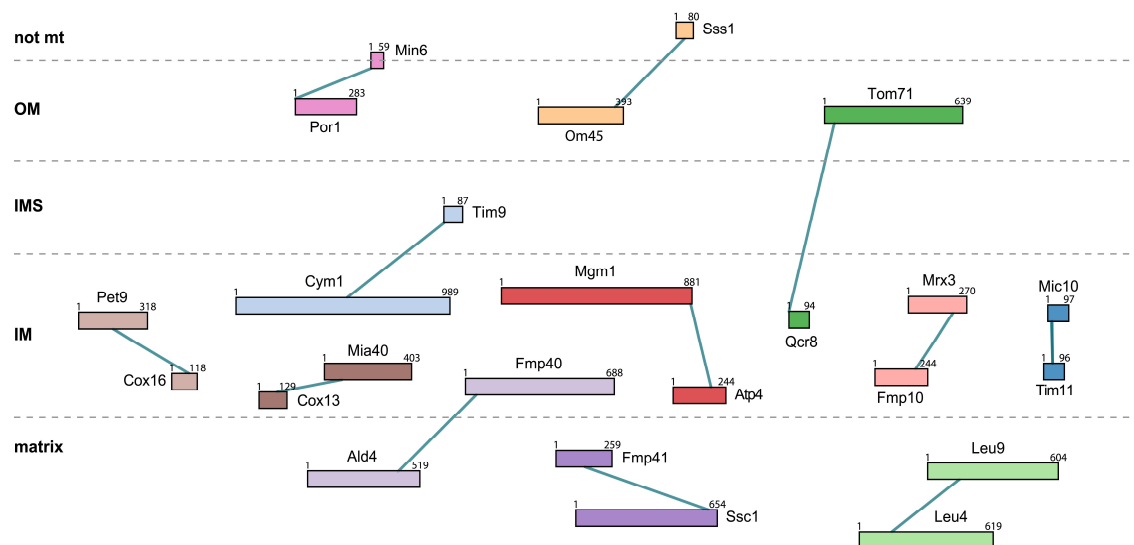 1 80
Sss1
not mt
1 59
Min6
1 283
Por1
1 393
Om45
Tom71
1 639
OM
1 87
Tim9
IMS
Pet9
1 318
Cym1
1 989
Mgm1
1 881
1 94
Qcr8
Mrx3
1 270
Mic10
1 97
IM
1 118
Cox16
Mia40
1 403
1 129
Cox13
Fmp40
1 688
1 244
Atp4
1 244
Fmp10
1 96
Tim11
matrix
Ald4
1 519
1 259
Fmp41
1 654
Ssc1
Leu9
1 604
Leu4
1 619